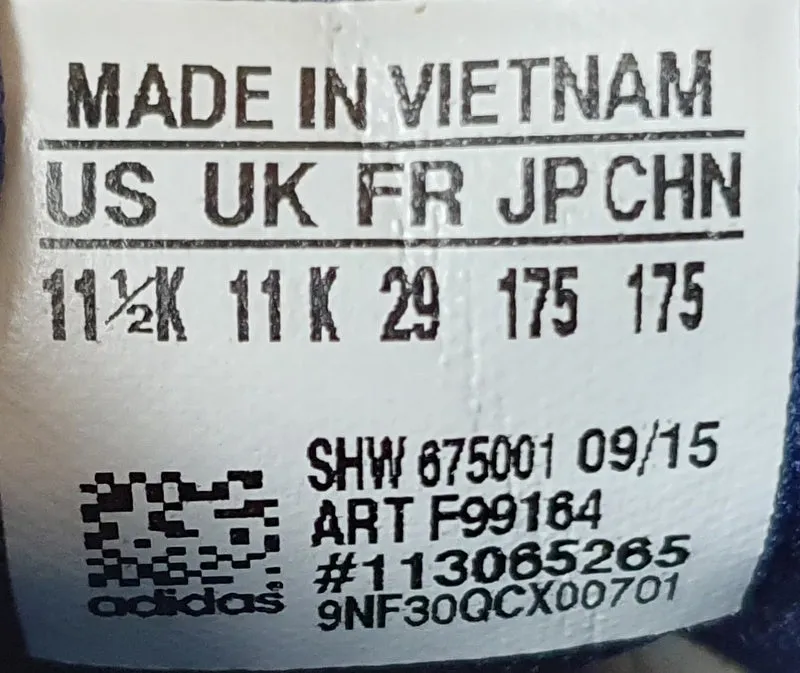 MADE IN VIETNAM
US UK FR JP CHN
11½K 11K 29 175 175
SHW 675001 09/15
ART F99164
#113065265
adidas
9NF30QCX00701